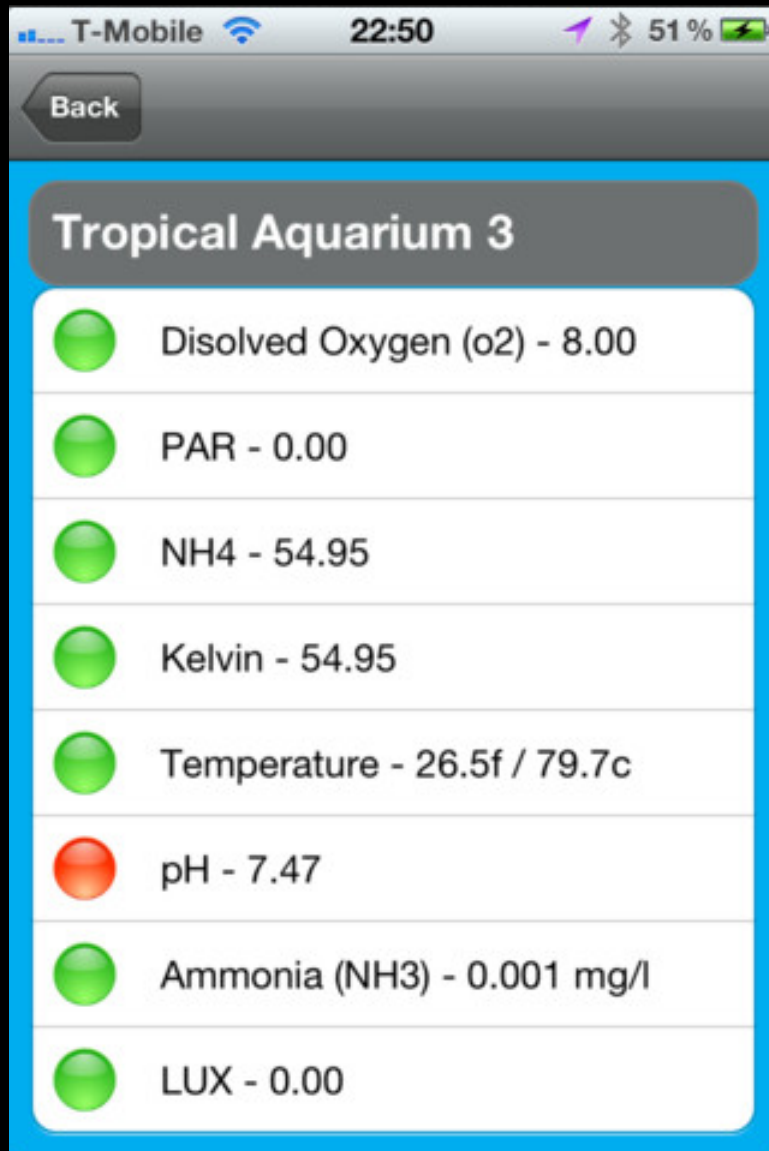 T-Mobile 22:50 51 %
Back
Tropical Aquarium 3
Disolved Oxygen (o2) - 8.00
PAR - 0.00
NH4 - 54.95
Kelvin - 54.95
Temperature - 26.5f / 79.7c
pH - 7.47
Ammonia (NH3) - 0.001 mg/l
LUX - 0.00